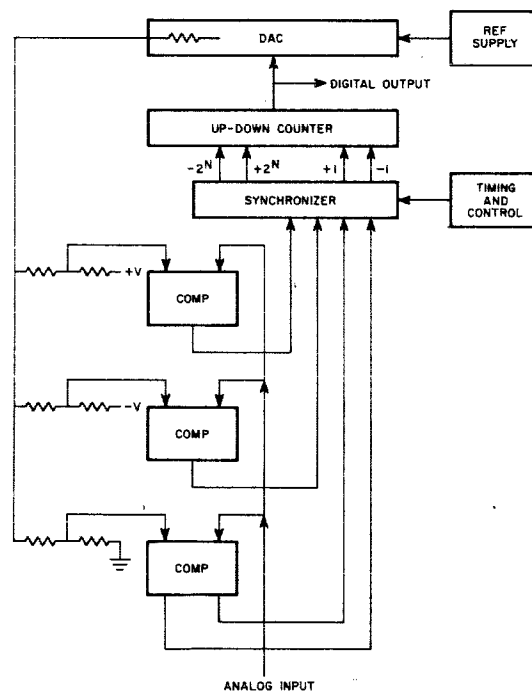 DAC
REF
SUPPLY
DIGITAL OUTPUT
UP-DOWN COUNTER
-2^N
+2^N
+1
-1
SYNCHRONIZER
TIMING
AND
CONTROL
+V
COMP
-V
COMP
COMP
ANALOG INPUT